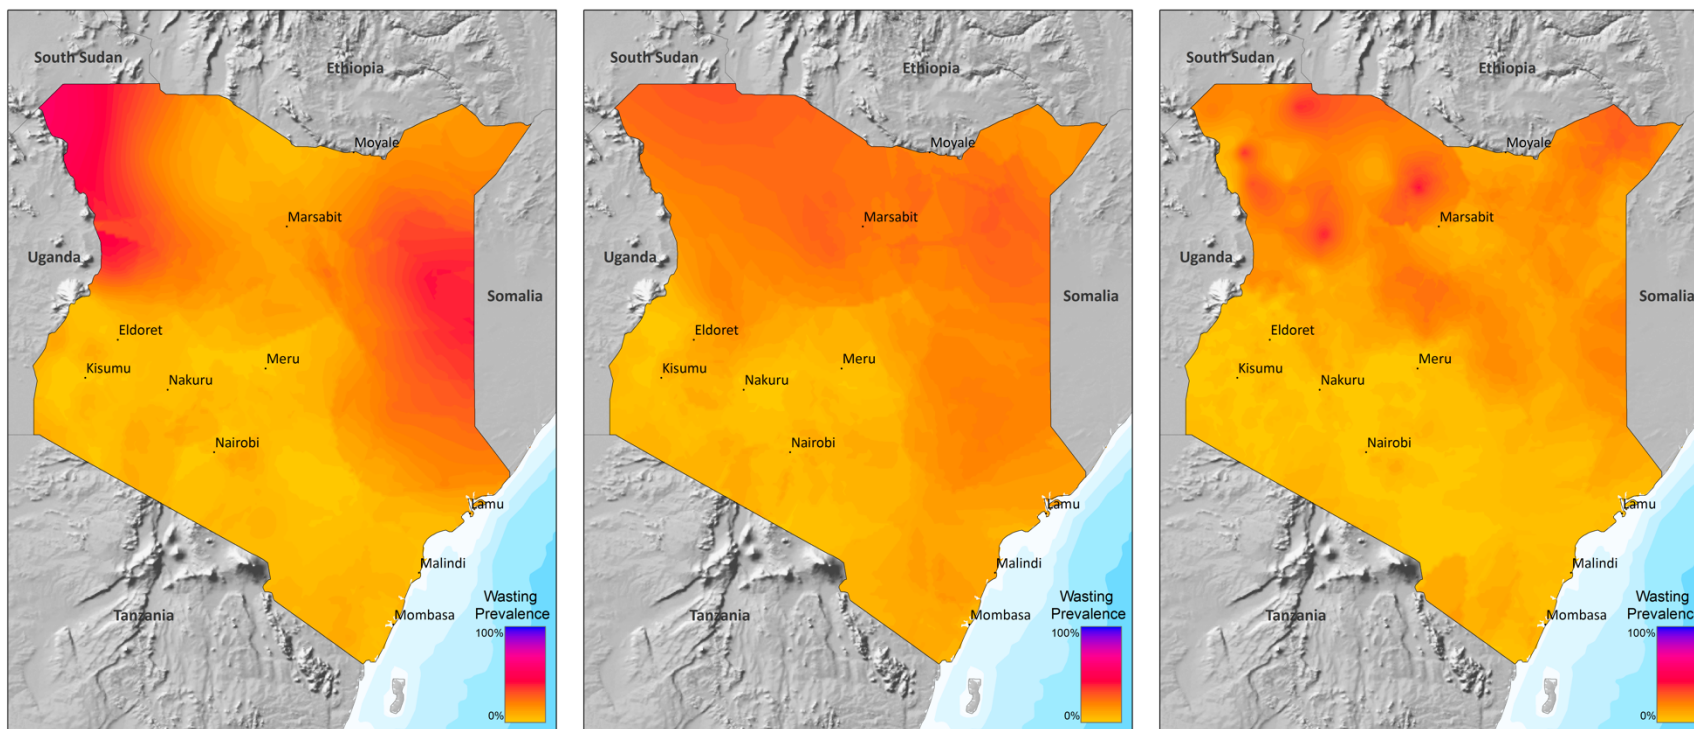 South Sudan
Ethiopia
Moyale
Marsabit
Uganda
Somalia
Eldoret
Meru
Kisumu
Nakuru
Nairobi
Lamu
Malindi
Mombasa
Tanzania
Wasting
Prevalence
100%
0%
South Sudan
Ethiopia
Moyale
Marsabit
Uganda
Somalia
Eldoret
Meru
Kisumu
Nakuru
Nairobi
Lamu
Malindi
Mombasa
Tanzania
Wasting
Prevalence
100%
0%
South Sudan
Ethiopia
Moyale
Marsabit
Uganda
Somalia
Eldoret
Meru
Kisumu
Nakuru
Nairobi
Lamu
Malindi
Mombasa
Tanzania
Wasting
Prevalence
100%
0%